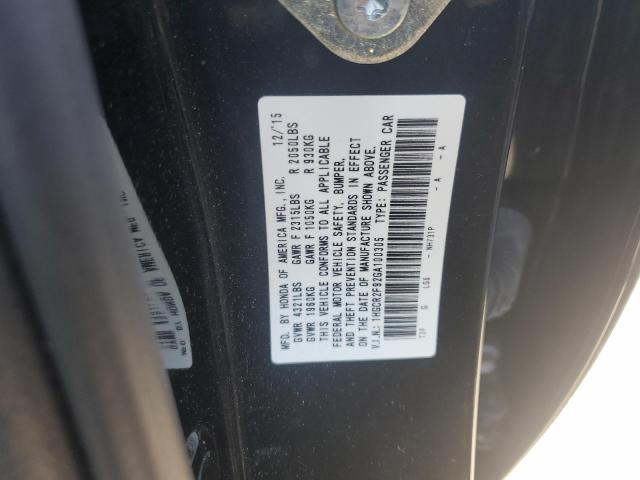 MFD. BY HONDA OF AMERICA MFG., INC. 12/15
GVWR 4321LBS GAWR F 2315LBS R 2050LBS
GVWR 1960KG GAWR F 1050KG R 930KG
THIS VEHICLE CONFORMS TO ALL APPLICABLE
FEDERAL MOTOR VEHICLE SAFETY, BUMPER,
AND THEFT PREVENTION STANDARDS IN EFFECT
ON THE DATE OF MANUFACTURE SHOWN ABOVE.
V.I.N.: 1HGCR2F92GA100305 TYPE: PASSENGER CAR
G LS6 - NH731P - A - A